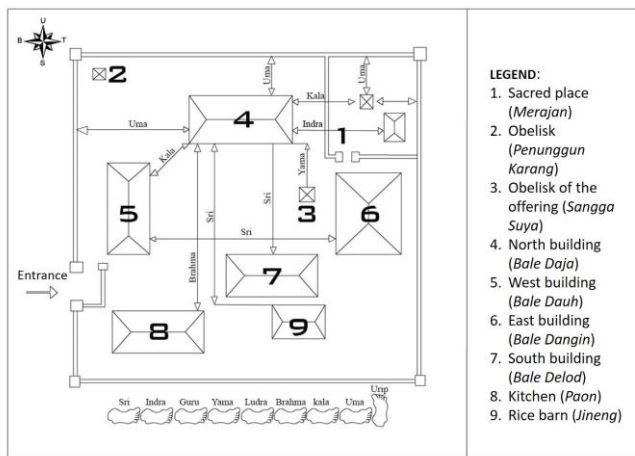 U
B T
S
2
Uma
Uma
Kala
Uma
4
Indra
1
Kala
Yama
Sri
Sri
3
5
6
Sri
Brahma
7
Entrance
8
9
Urip
Sri Indra Guru Yama Ludra Brahma kala Uma
LEGEND:
1. Sacred place
(Merajan)
2. Obelisk
(Penunggun
Karang)
3. Obelisk of the
offering (Sangga
Suya)
4. North building
(Bale Daja)
5. West building
(Bale Dauh)
6. East building
(Bale Dangin)
7. South building
(Bale Delod)
8. Kitchen (Paon)
9. Rice barn (Jineng)